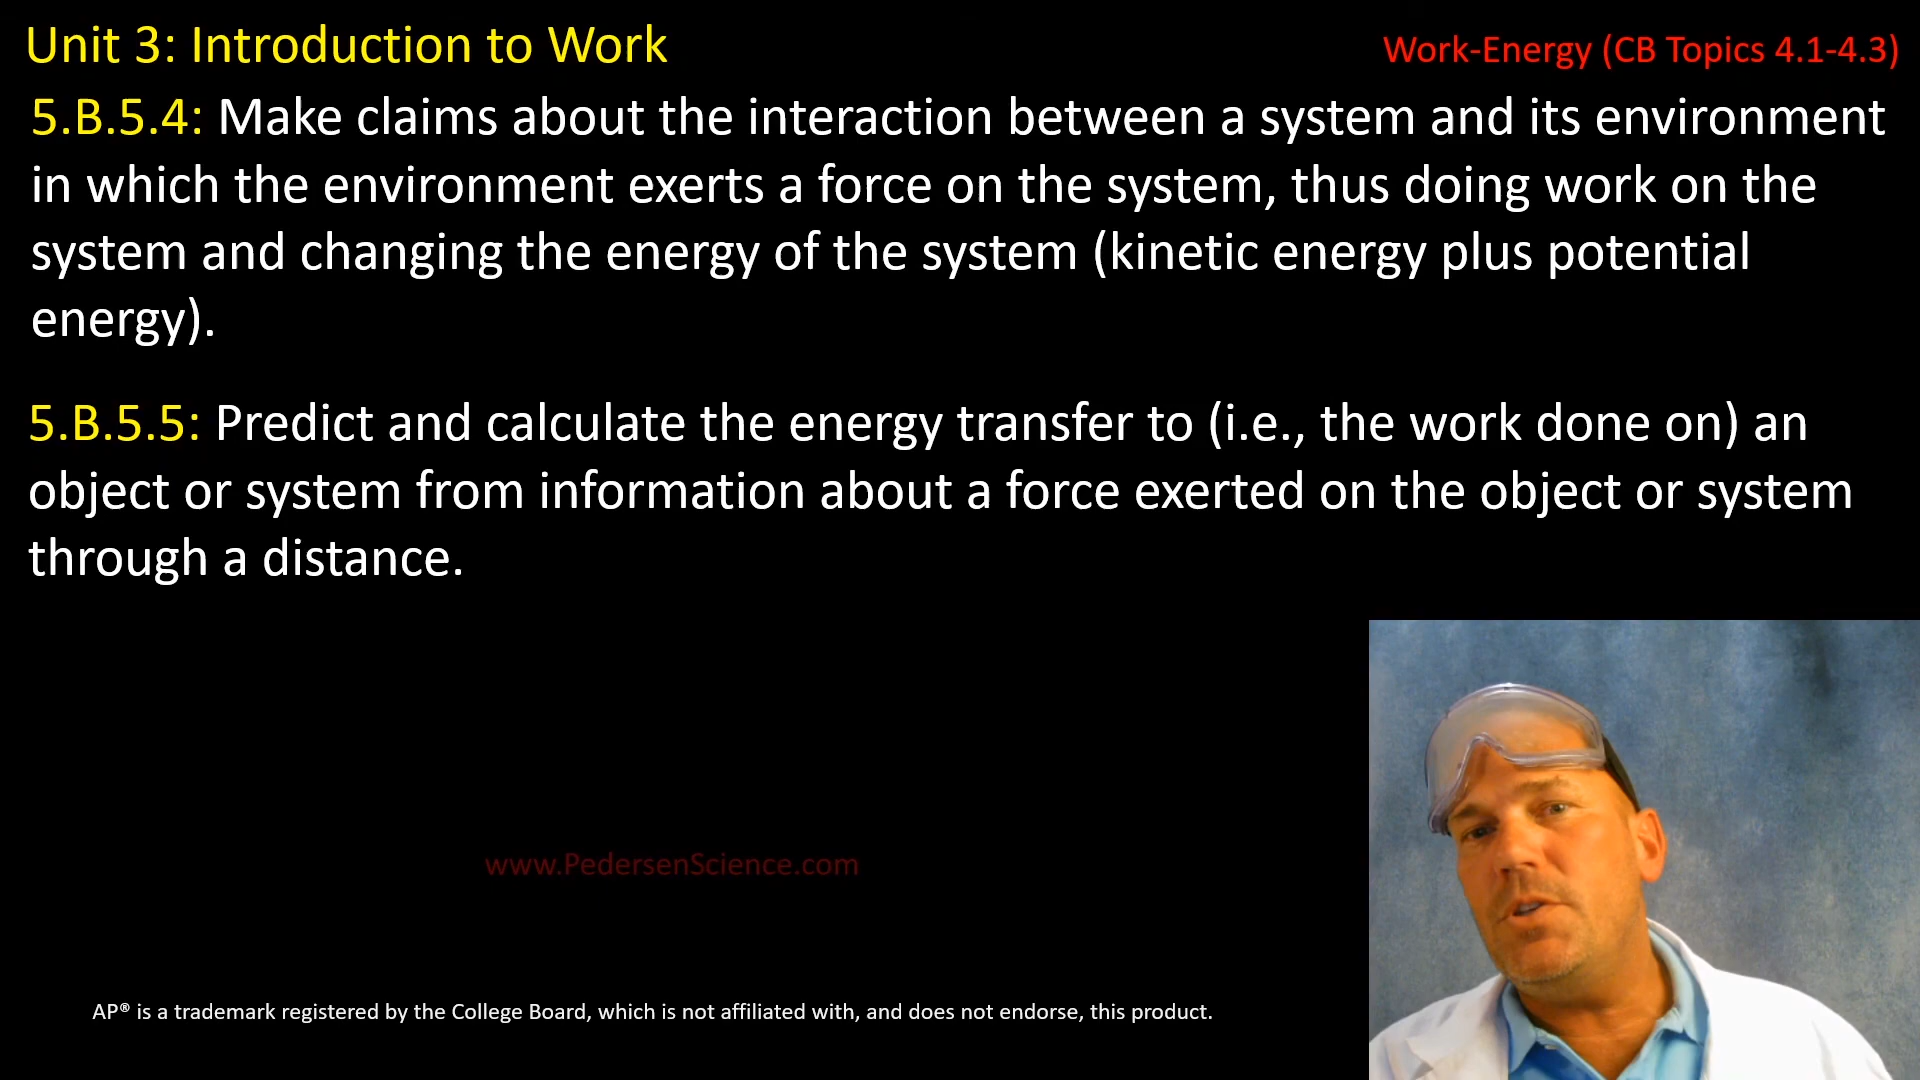 Unit 3: Introduction to Work
Work-Energy (CB Topics 4.1-4.3)
5.B.5.4: Make claims about the interaction between a system and its environment
in which the environment exerts a force on the system, thus doing work on the
system and changing the energy of the system (kinetic energy plus potential
energy).
5.B.5.5: Predict and calculate the energy transfer to (i.e., the work done on) an
object or system from information about a force exerted on the object or system
through a distance.
www.PedersenScience.com
AP® is a trademark registered by the College Board, which is not affiliated with, and does not endorse, this product.